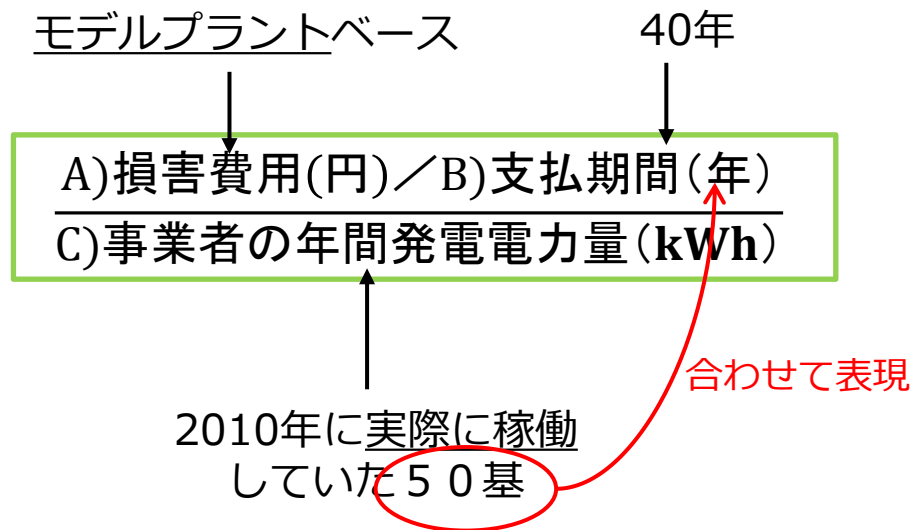 モデルプラントベース
40年
A)損害費用(円)／B)支払期間(年)
C)事業者の年間発電電力量(kWh)
合わせて表現
2010年に実際に稼働
していた５０基